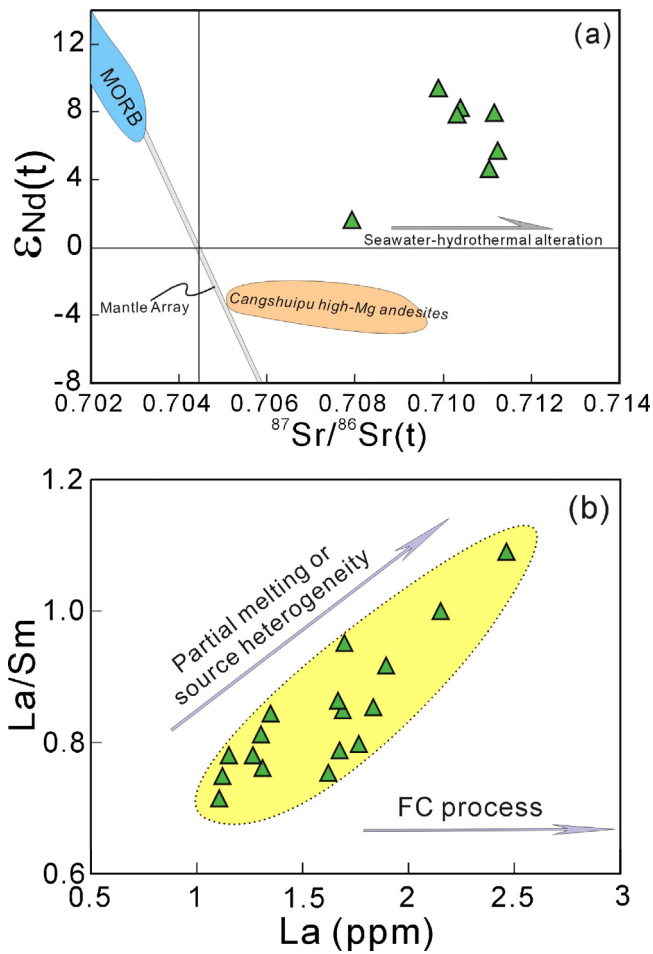 (a)
12
8
4
0
-4
-8
εNd(t)
MORB
Seawater-hydrothermal alteration
Mantle Array
Cangshuipu high-Mg andesites
0.702 0.704 0.706 0.708 0.710 0.712 0.714
⁸⁷Sr/⁸⁶Sr(t)
(b)
1.2
1.0
0.8
0.6
La/Sm
Partial melting or
source heterogeneity
FC process
0.5 1 1.5 2 2.5 3
La (ppm)